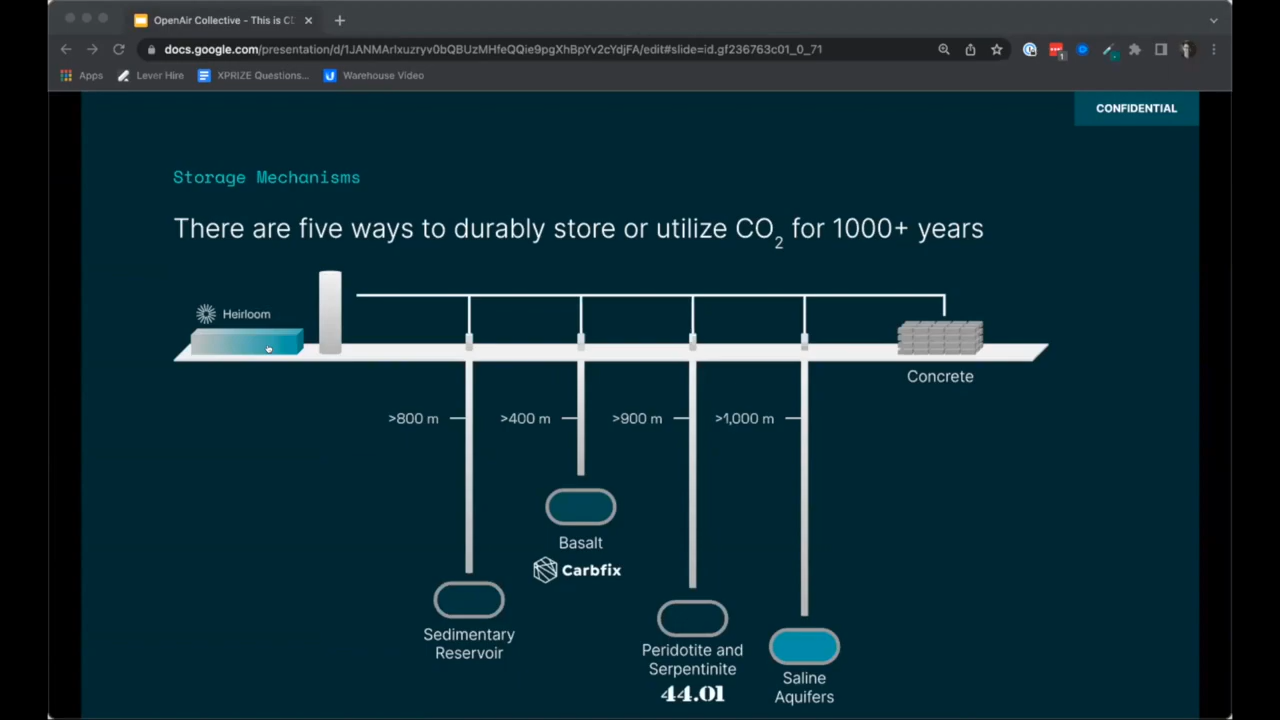 OpenAir Collective - This is C
docs.google.com/presentation/d/1JANMArIxuzryv0bQBUzMHfeQQie9pgXhBpYv2cYdjFA/edit#slide=id.gf236763c01_0_71
1
Apps
Lever Hire
XPRIZE Questions...
Warehouse Video
CONFIDENTIAL
Storage Mechanisms
There are five ways to durably store or utilize CO2 for 1000+ years
Heirloom
Concrete
>800 m
>400 m
>900 m
>1,000 m
Basalt
Carbfix
Sedimentary
Reservoir
Peridotite and
Serpentinite
44.01
Saline
Aquifers